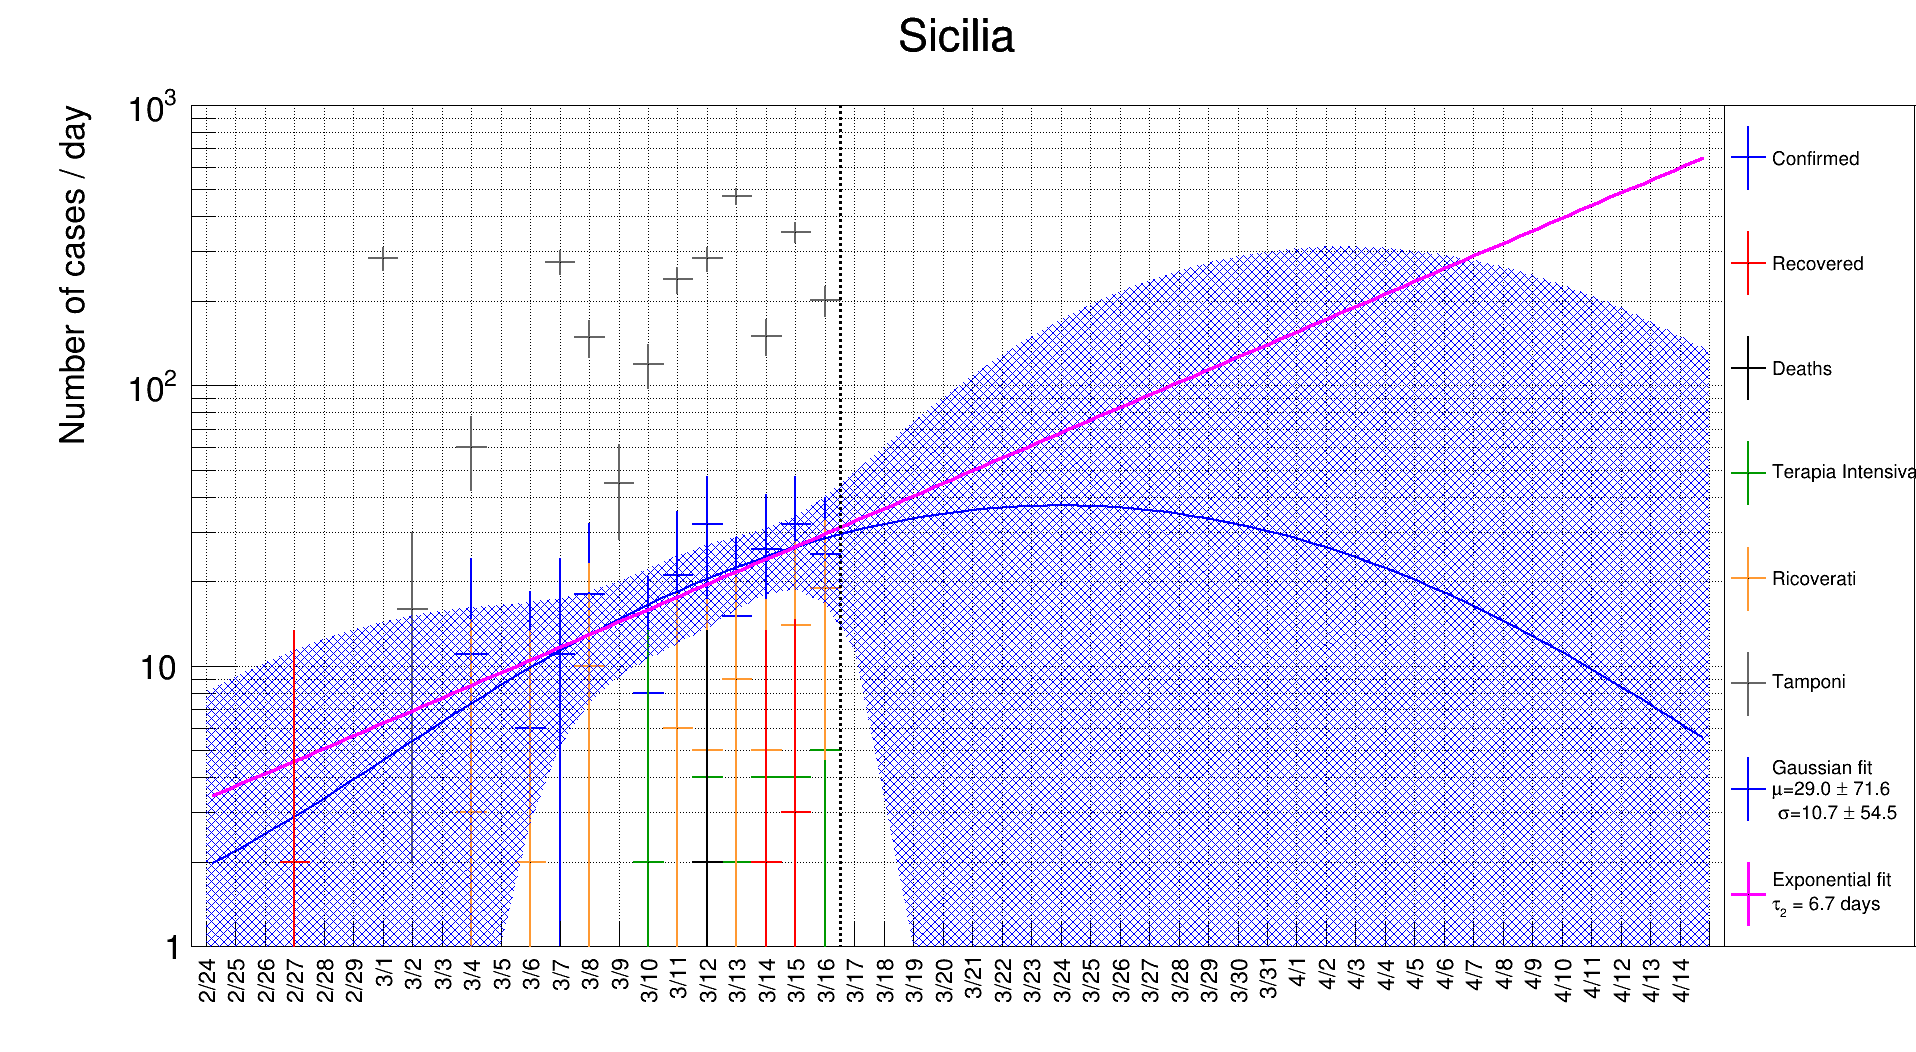 Sicilia
Number of cases / day
10³
10²
10
1
2/24 2/25 2/26 2/27 2/28 2/29 3/1 3/2 3/3 3/4 3/5 3/6 3/7 3/8 3/9 3/10 3/11 3/12 3/13 3/14 3/15 3/16 3/17 3/18 3/19 3/20 3/21 3/22 3/23 3/24 3/25 3/26 3/27 3/28 3/29 3/30 3/31 4/1 4/2 4/3 4/4 4/5 4/6 4/7 4/8 4/9 4/10 4/11 4/12 4/13 4/14
Confirmed
Recovered
Deaths
Terapia Intensiva
Ricoverati
Tamponi
Gaussian fit
μ=29.0 ± 71.6
σ=10.7 ± 54.5
Exponential fit
τ₂ = 6.7 days